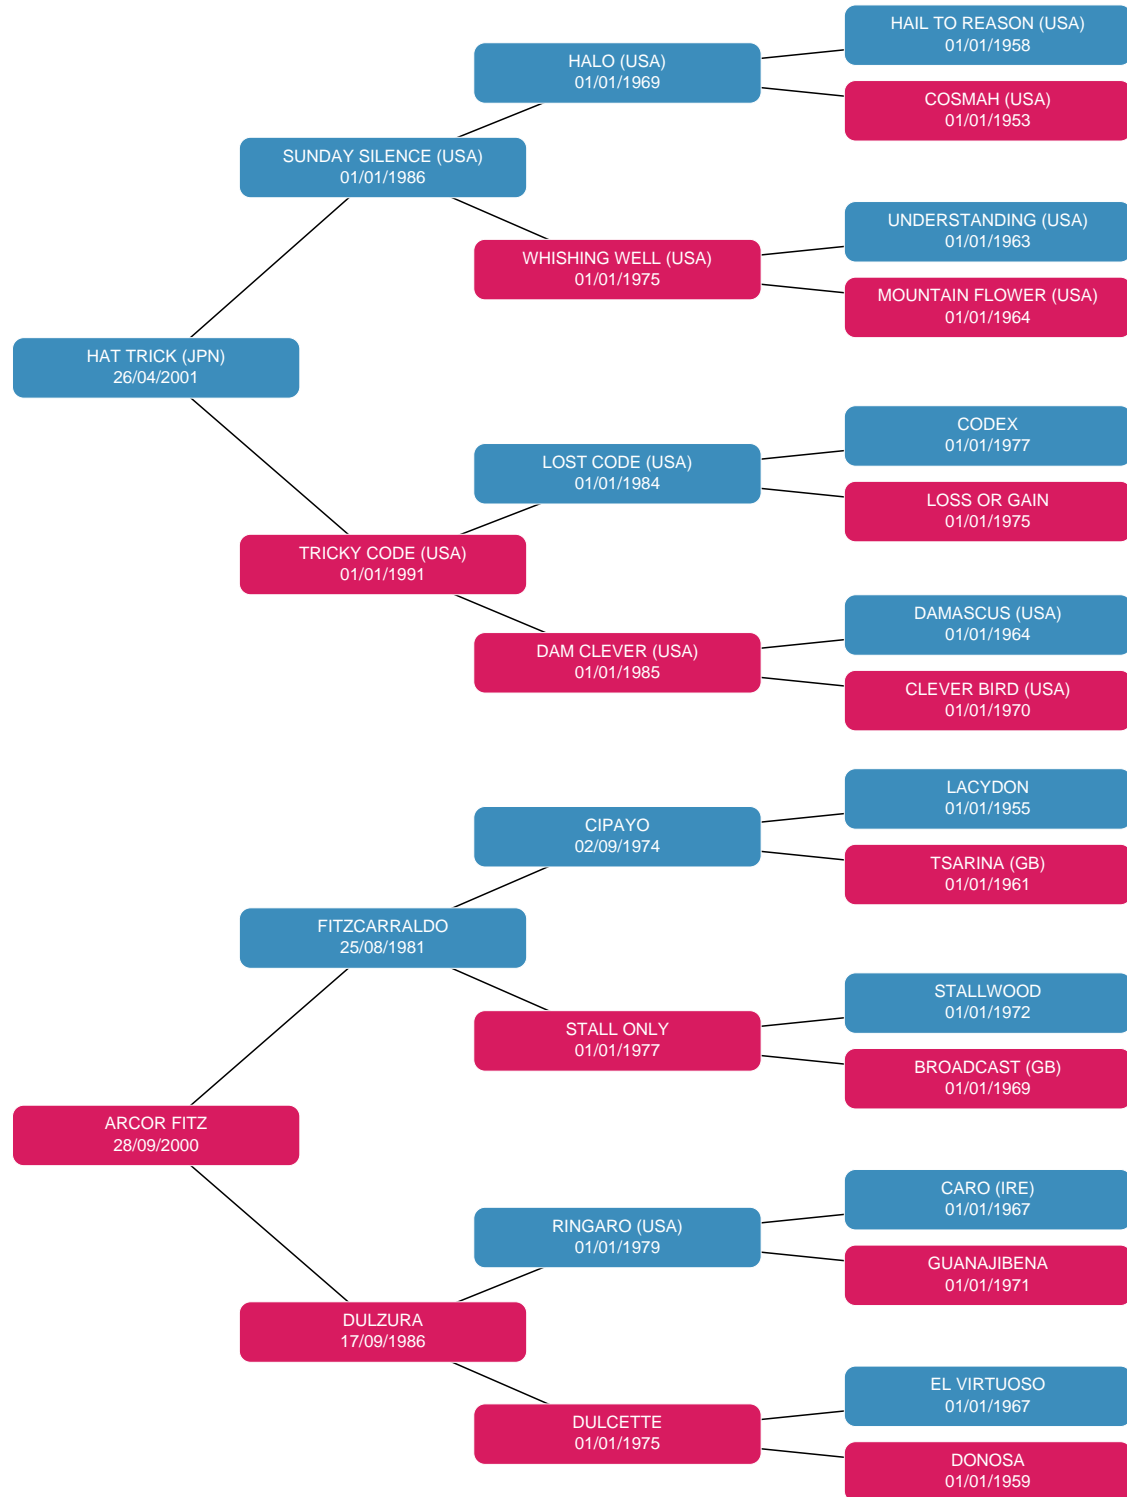 HAIL TO REASON (USA)
01/01/1958
HALO (USA)
01/01/1969
COSMAH (USA)
01/01/1953
SUNDAY SILENCE (USA)
01/01/1986
UNDERSTANDING (USA)
01/01/1963
WHISHING WELL (USA)
01/01/1975
MOUNTAIN FLOWER (USA)
01/01/1964
HAT TRICK (JPN)
26/04/2001
CODEX
01/01/1977
LOST CODE (USA)
01/01/1984
LOSS OR GAIN
01/01/1975
TRICKY CODE (USA)
01/01/1991
DAMASCUS (USA)
01/01/1964
DAM CLEVER (USA)
01/01/1985
CLEVER BIRD (USA)
01/01/1970
LACYDON
01/01/1955
CIPAYO
02/09/1974
TSARINA (GB)
01/01/1961
FITZCARRALDO
25/08/1981
STALLWOOD
01/01/1972
STALL ONLY
01/01/1977
BROADCAST (GB)
01/01/1969
ARCOR FITZ
28/09/2000
CARO (IRE)
01/01/1967
RINGARO (USA)
01/01/1979
GUANAJIBENA
01/01/1971
DULZURA
17/09/1986
EL VIRTUOSO
01/01/1967
DULCETTE
01/01/1975
DONOSA
01/01/1959